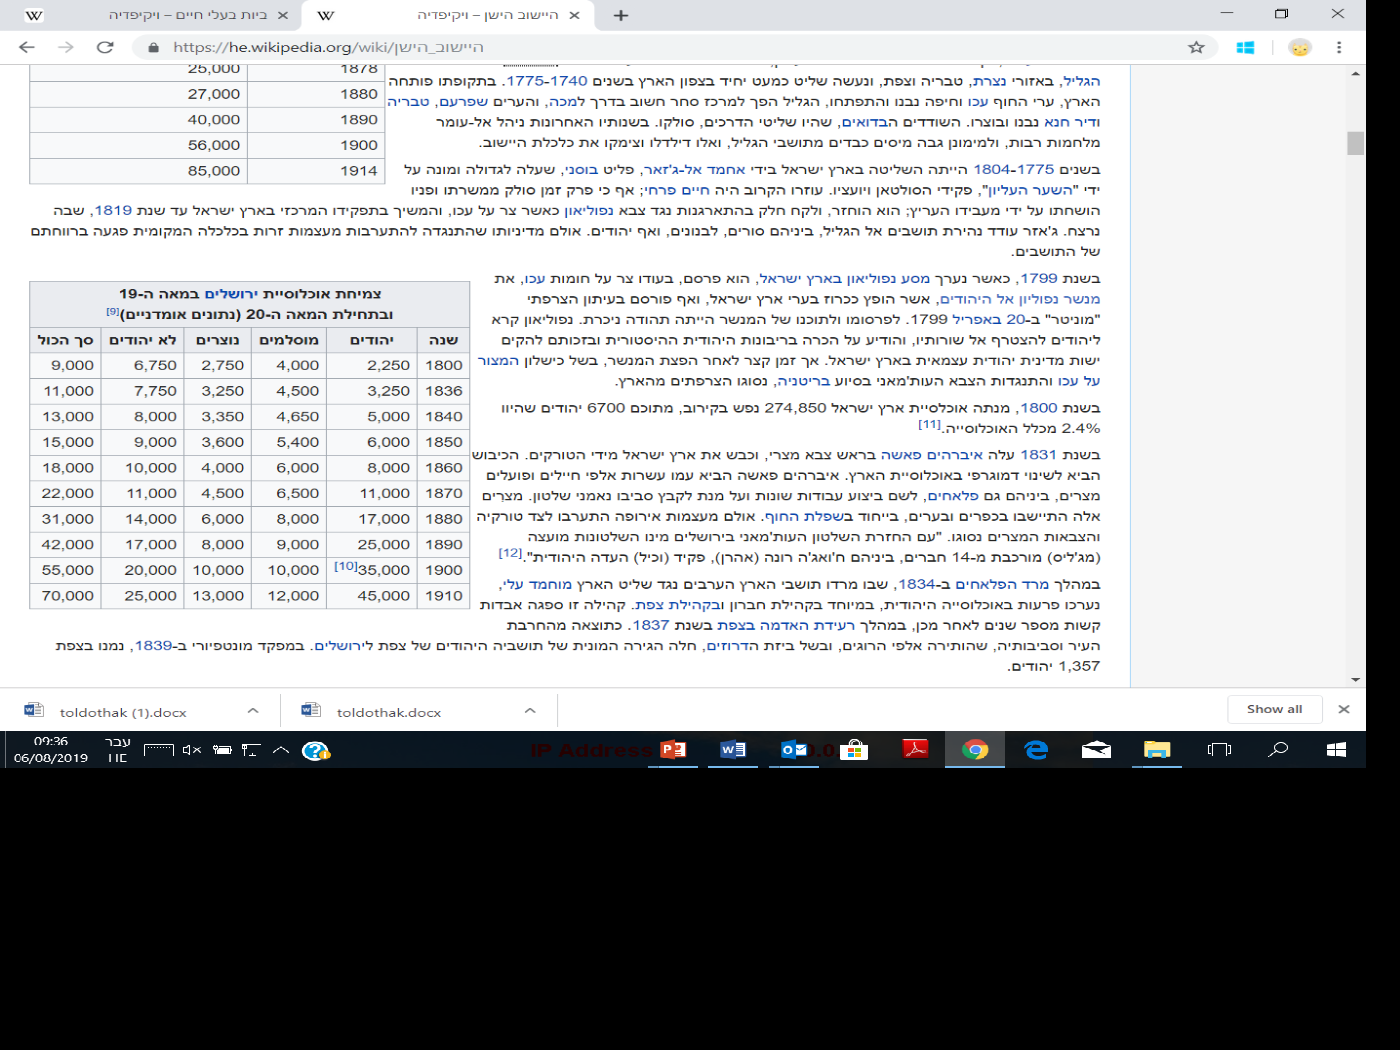 ביות בעלי חיים – ויקיפדיה
היישוב הישן – ויקיפדיה
https://he.wikipedia.org/wiki/היישוב_הישן
25,000 1878
27,000 1880
40,000 1890
56,000 1900
85,000 1914
הגליל, באזורי נצרת, טבריה וצפת, ונעשה שליט כמעט יחיד בצפון הארץ בשנים 1775-1740. בתקופתו פותחה
הארץ, ערי החוף עכו וחיפה נבנו והתפתחו, הגליל הפך למרכז סחר חשוב בדרך למכה, והערים שפרעם, טבריה
ודיר חנא נבנו ובוצרו. השודדים הבדואים, שהיו שליטי הדרכים, סולקו. בשנותיו האחרונות ניהל אל-עומר
מלחמות רבות, ולמימונן גבה מיסים כבדים מתושבי הגליל, ואלו דילדלו וצימקו את כלכלת היישוב.
בשנים 1804-1775 הייתה השליטה בארץ ישראל בידי אחמד אל-ג'זאר, פליט בוסני, שעלה לגדולה ומונה על
ידי "השער העליון", פקידי הסולטאן ויועציו. עוזרו הקרוב היה חיים פרחי; אף כי פרק זמן סולק ממשרתו ופניו
הושחתו על ידי מעבידו העריץ; הוא הוחזר, ולקח חלק בהתארגנות נגד צבא נפוליאון כאשר צר על עכו, והמשיך בתפקידו המרכזי בארץ ישראל עד שנת 1819, שבה
נרצח. ג'אזר עודד נהירת תושבים אל הגליל, ביניהם סורים, לבנונים, ואף יהודים. אולם מדיניותו שהתנגדה להתערבות מעצמות זרות בכלכלה המקומית פגעה ברווחתם
של התושבים.
בשנת 1799, כאשר נערך מסע נפוליאון בארץ ישראל, הוא פרסם, בעודו צר על חומות עכו, את
מנשר נפוליון אל היהודים, אשר הופץ ככרוז בערי ארץ ישראל, ואף פורסם בעיתון הצרפתי
"מוניטר" ב-20 באפריל 1799. לפרסומו ולתוכנו של המנשר הייתה תהודה ניכרת. נפוליאון קרא
ליהודים להצטרף אל שורותיו, והודיע על הכרה בריבונות היהודית ההיסטורית ובזכותם להקים
ישות מדינית יהודית עצמאית בארץ ישראל. אך זמן קצר לאחר הפצת המנשר, בשל כישלון המצור
על עכו והתנגדות הצבא העות'מאני בסיוע בריטניה, נסוגו הצרפתים מהארץ.
בשנת 1800, מנתה אוכלסיית ארץ ישראל 274,850 נפש בקירוב, מתוכם 6700 יהודים שהיוו
2.4% מכלל האוכלוסייה.[11]
בשנת 1831 עלה איברהים פאשה בראש צבא מצרי, וכבש את ארץ ישראל מידי הטורקים. הכיבוש
הביא לשינוי דמוגרפי באוכלוסיית הארץ. איברהים פאשה הביא עמו עשרות אלפי חיילים ופועלים
מצרים, ביניהם גם פלאחים, לשם ביצוע עבודות שונות ועל מנת לקבץ סביבו נאמני שלטון. מצרִים
אלה התיישבו בכפרים ובערים, בייחוד בשפלת החוף. אולם מעצמות אירופה התערבו לצד טורקיה
והצבאות המצרים נסוגו. "עם החזרת השלטון העות'מאני בירושלים מינו השלטונות מועצה
(מג'ליס) מורכבת מ-14 חברים, ביניהם ח'ואג'ה רונה (אהרן), פקיד (וכיל) העדה היהודית".[12]
במהלך מרד הפלאחים ב-1834, שבו מרדו תושבי הארץ הערבים נגד שליט הארץ מוחמד עלי,
נערכו פרעות באוכלוסייה היהודית, במיוחד בקהילת חברון ובקהילת צפת. קהילה זו ספגה אבדות
קשות מספר שנים לאחר מכן, במהלך רעידת האדמה בצפת בשנת 1837. כתוצאה מהחרבת
העיר וסביבותיה, שהותירה אלפי הרוגים, ובשל ביזת הדרוזים, חלה הגירה המונית של תושביה היהודים של צפת לירושלים. במפקד מונטפיורי ב-1839, נמנו בצפת
1,357 יהודים.
צמיחת אוכלוסיית ירושלים במאה ה-19
ובתחילת המאה ה-20 (נתונים אומדניים)[9]
שנה יהודים מוסלמים נוצרים לא יהודים סך הכול
1800 2,250 4,000 2,750 6,750 9,000
1836 3,250 4,500 3,250 7,750 11,000
1840 5,000 4,650 3,350 8,000 13,000
1850 6,000 5,400 3,600 9,000 15,000
1860 8,000 6,000 4,000 10,000 18,000
1870 11,000 6,500 4,500 11,000 22,000
1880 17,000 8,000 6,000 14,000 31,000
1890 25,000 9,000 8,000 17,000 42,000
1900 35,000[10] 10,000 10,000 20,000 55,000
1910 45,000 12,000 13,000 25,000 70,000
toldothak (1).docx
toldothak.docx
Show all
09:36
06/08/2019
עבר
HE
IP Address